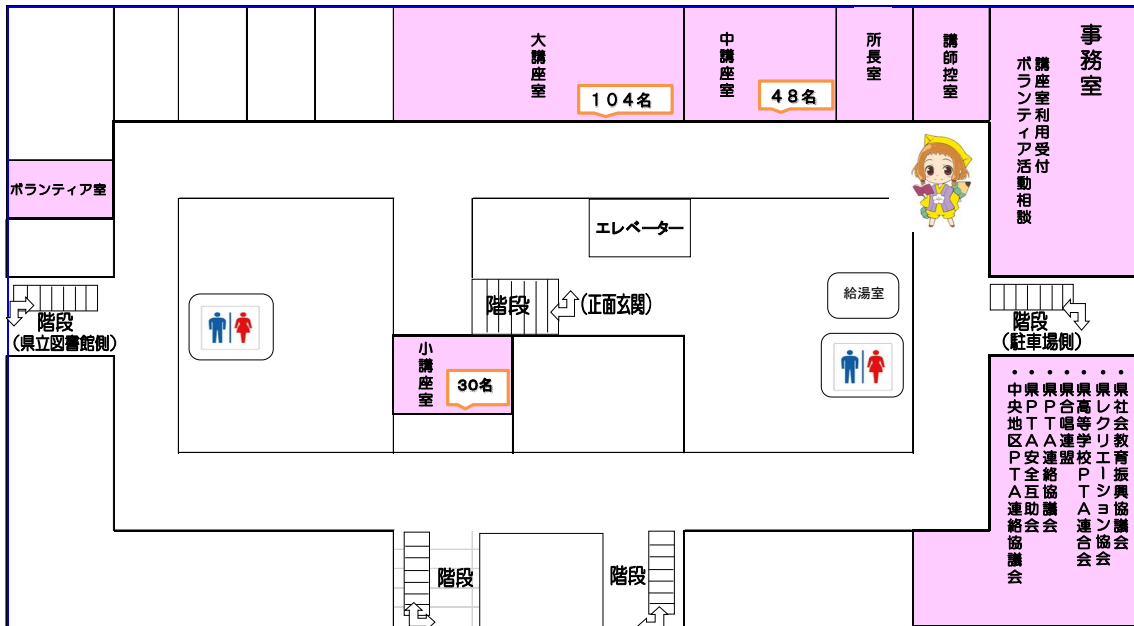 大講座室
104名
中講座室
48名
所長室
講師控室
事務室
講座室利用受付
ボランティア活動相談
ボランティア室
エレベーター
階段
(正面玄関)
給湯室
階段
(県立図書館側)
階段
(駐車場側)
小講座室
30名
・県社会教育振興協議会
・県レクリエーション協会
・県高等学校PTA連合会
・県合唱連盟
・県PTA連絡協議会
・県PTA安全互助会
・中央地区PTA連絡協議会
階段
階段